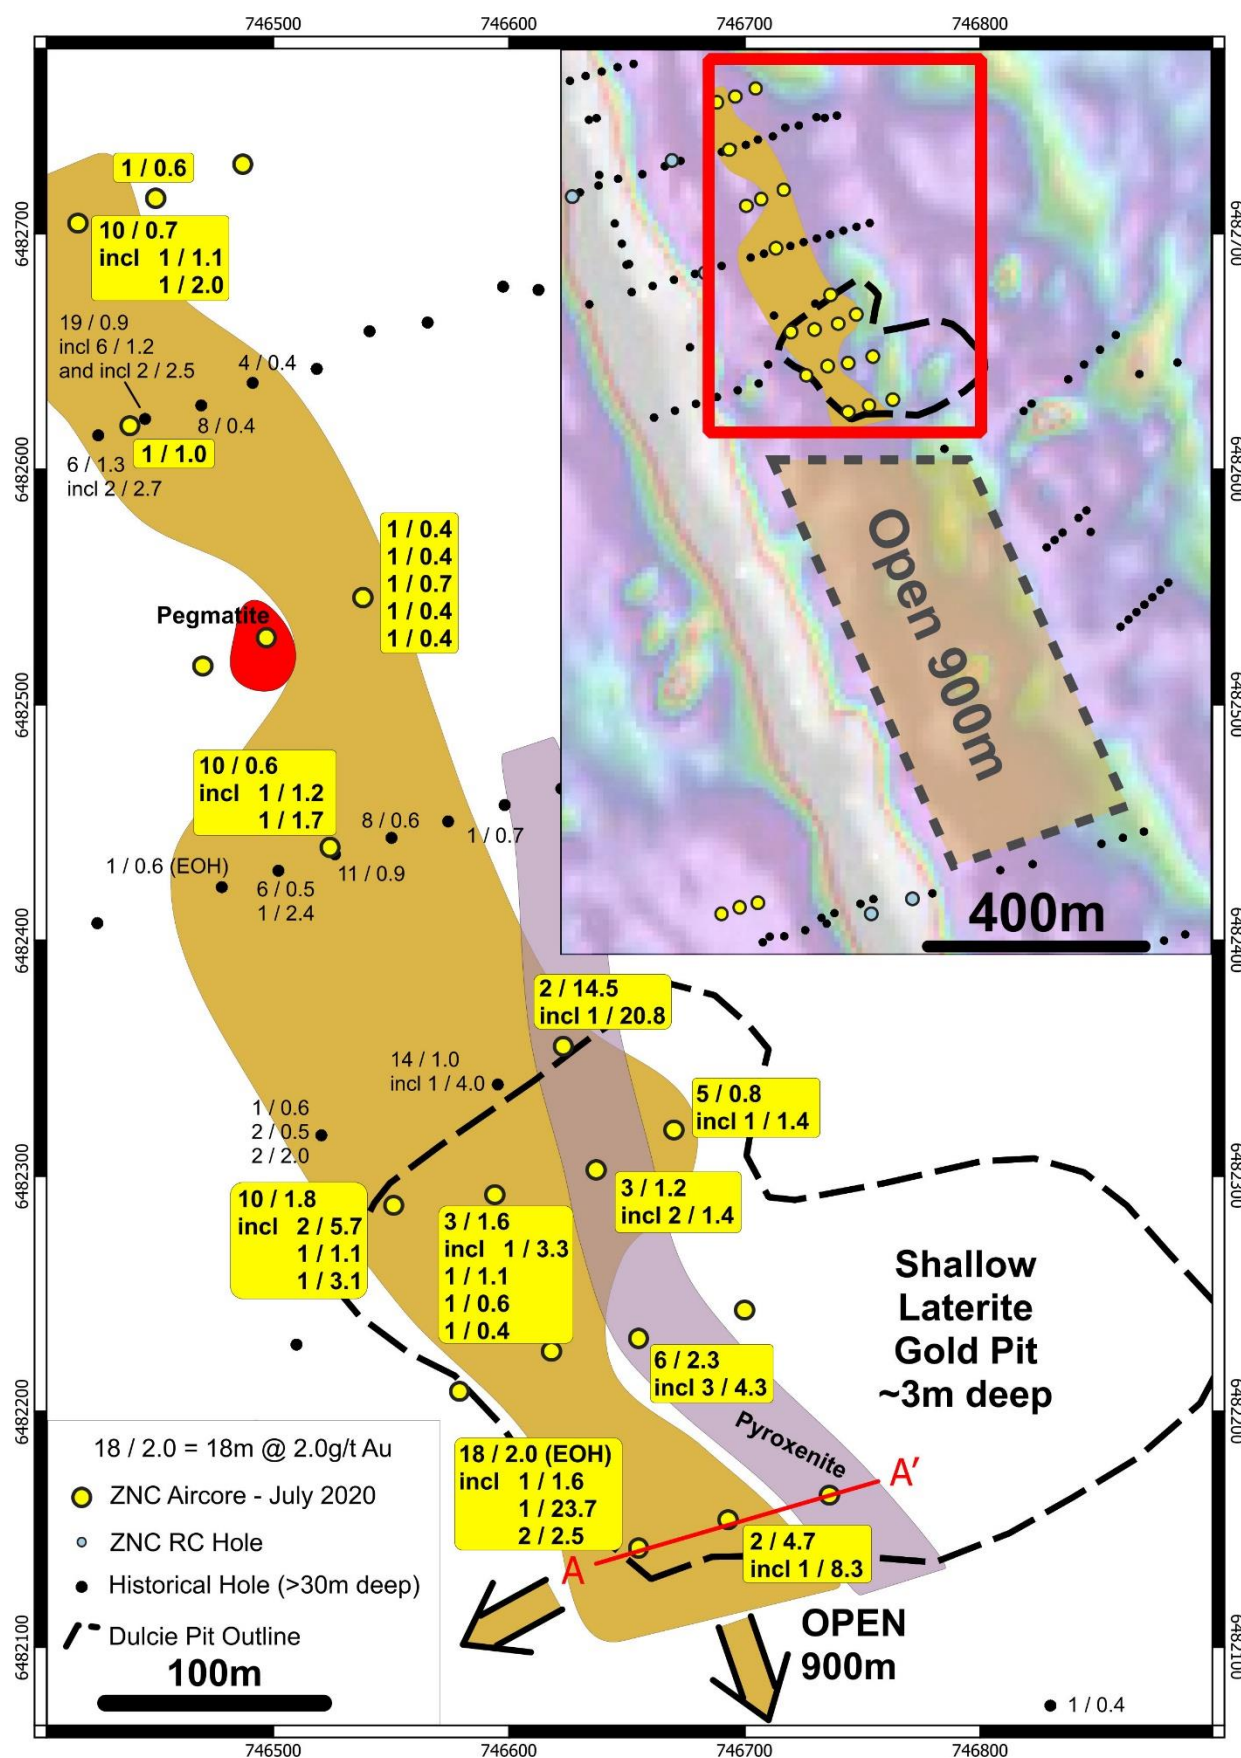 746500 746600 746700 746800
1 / 0.6
10 / 0.7
incl 1 / 1.1
1 / 2.0
19 / 0.9
incl 6 / 1.2
and incl 2 / 2.5
4 / 0.4
8 / 0.4
1 / 1.0
6 / 1.3
incl 2 / 2.7
1 / 0.4
1 / 0.4
1 / 0.7
1 / 0.4
1 / 0.4
Pegmatite
10 / 0.6
incl 1 / 1.2
1 / 1.7
8 / 0.6
1 / 0.7
1 / 0.6 (EOH)
6 / 0.5
1 / 2.4
11 / 0.9
Open 900m
400m
2 / 14.5
incl 1 / 20.8
14 / 1.0
incl 1 / 4.0
5 / 0.8
incl 1 / 1.4
1 / 0.6
2 / 0.5
2 / 2.0
3 / 1.2
incl 2 / 1.4
10 / 1.8
incl 2 / 5.7
1 / 1.1
1 / 3.1
3 / 1.6
incl 1 / 3.3
1 / 1.1
1 / 0.6
1 / 0.4
Shallow
Laterite
Gold Pit
~3m deep
6 / 2.3
incl 3 / 4.3
Pyroxenite
18 / 2.0 (EOH)
incl 1 / 1.6
1 / 23.7
2 / 2.5
A
A'
2 / 4.7
incl 1 / 8.3
OPEN
900m
1 / 0.4
18 / 2.0 = 18m @ 2.0g/t Au
ZNC Aircore - July 2020
ZNC RC Hole
Historical Hole (>30m deep)
Dulcie Pit Outline
100m
6482700
6482600
6482500
6482400
6482300
6482200
6482100
6482700
6482600
6482500
6482400
6482300
6482200
6482100
746500 746600 746700 746800